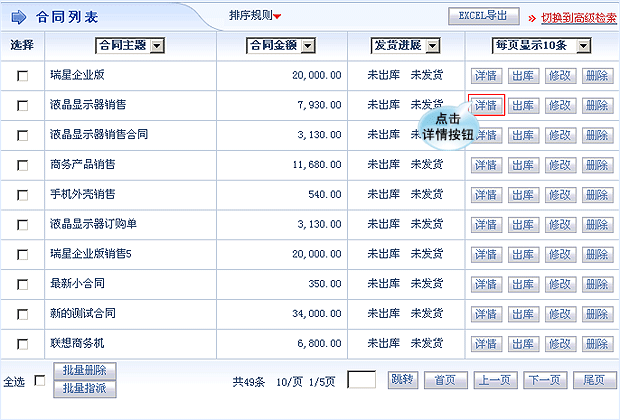 合同列表 排序规则 EXCEL导出 切换到高级检索
选择 合同主题 合同金额 发货进展 每页显示10条
瑞星企业版 20,000.00 未出库 未发货 详情 出库 修改 删除
液晶显示器销售 7,930.00 未出库 未发货 详情 出库 修改 删除
点击
详情按钮
液晶显示器销售合同 3,130.00 未出库 未发货 详情 出库 修改 删除
商务产品销售 11,680.00 未出库 未发货 详情 出库 修改 删除
手机外壳销售 540.00 未出库 未发货 详情 出库 修改 删除
液晶显示器订购单 3,130.00 未出库 未发货 详情 出库 修改 删除
瑞星企业版销售5 20,000.00 未出库 未发货 详情 出库 修改 删除
最新小合同 350.00 未出库 未发货 详情 出库 修改 删除
新的测试合同 34,000.00 未出库 未发货 详情 出库 修改 删除
联想商务机 6,800.00 未出库 未发货 详情 出库 修改 删除
全选 批量删除
批量指派
共49条 10/页 1/5页 跳转 首页 上一页 下一页 尾页